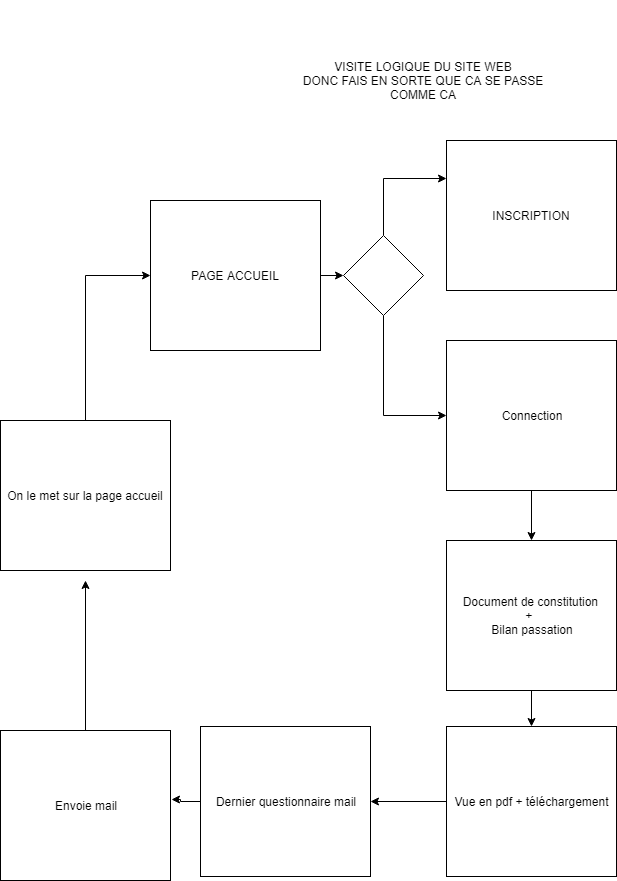 VISITE LOGIQUE DU SITE WEB
DONC FAIS EN SORTE QUE CA SE PASSE
COMME CA
INSCRIPTION
PAGE ACCUEIL
Connection
On le met sur la page accueil
Document de constitution
+
Bilan passation
Vue en pdf + téléchargement
Dernier questionnaire mail
Envoie mail